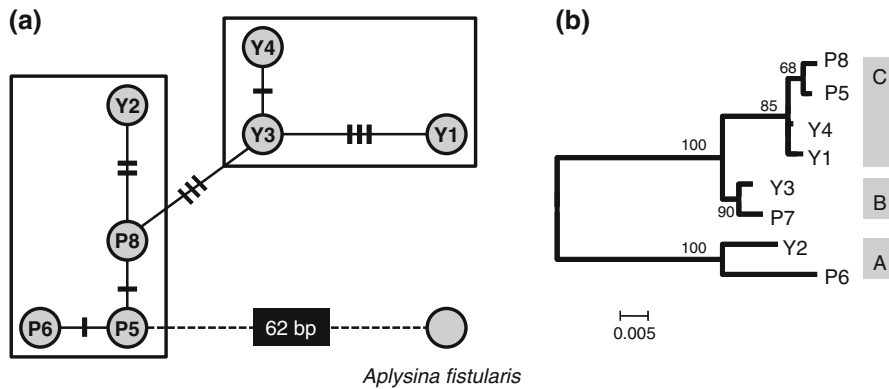 (a)
Y4
Y2
Y3
Y1
P8
P6
P5
62 bp
Aplysina fistularis
(b)
P8
68
P5
C
85
Y4
Y1
100
Y3
B
90
P7
100
Y2
A
P6
0.005